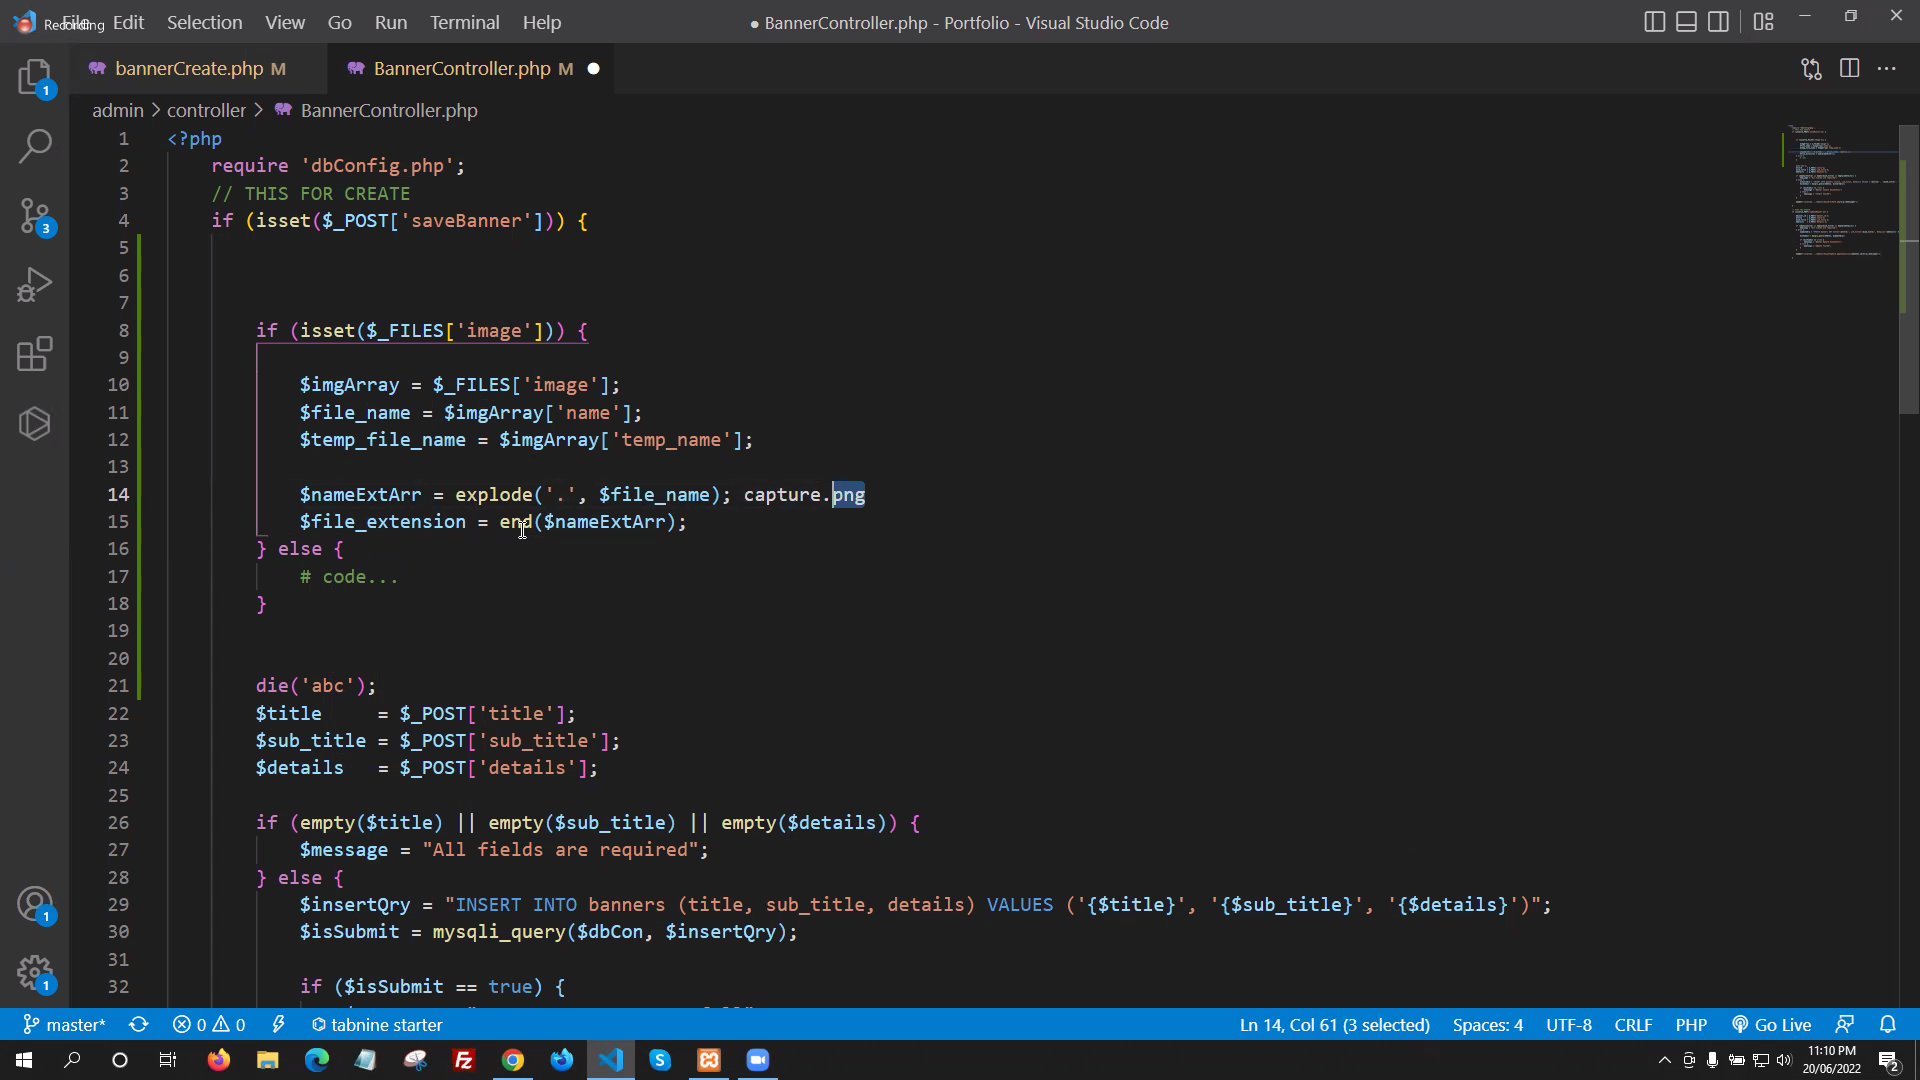 Recording File Edit Selection View Go Run Terminal Help ● BannerController.php - Portfolio - Visual Studio Code
bannerCreate.php M BannerController.php M
admin > controller > BannerController.php
1 <?php
2 require 'dbConfig.php';
3 // THIS FOR CREATE
4 if (isset($_POST['saveBanner'])) {
5
6
7
8 if (isset($_FILES['image'])) {
9
10 $imgArray = $_FILES['image'];
11 $file_name = $imgArray['name'];
12 $temp_file_name = $imgArray['temp_name'];
13
14 $nameExtArr = explode('.', $file_name); capture.png
15 $file_extension = end($nameExtArr);
16 } else {
17 # code...
18 }
19
20
21 die('abc');
22 $title = $_POST['title'];
23 $sub_title = $_POST['sub_title'];
24 $details = $_POST['details'];
25
26 if (empty($title) || empty($sub_title) || empty($details)) {
27 $message = "All fields are required";
28 } else {
29 $insertQry = "INSERT INTO banners (title, sub_title, details) VALUES ('{$title}', '{$sub_title}', '{$details}')";
30 $isSubmit = mysqli_query($dbCon, $insertQry);
31
32 if ($isSubmit == true) {
1
3
1
1
master* 0 0 tabnine starter Ln 14, Col 61 (3 selected) Spaces: 4 UTF-8 CRLF PHP Go Live
11:10 PM
20/06/2022
2